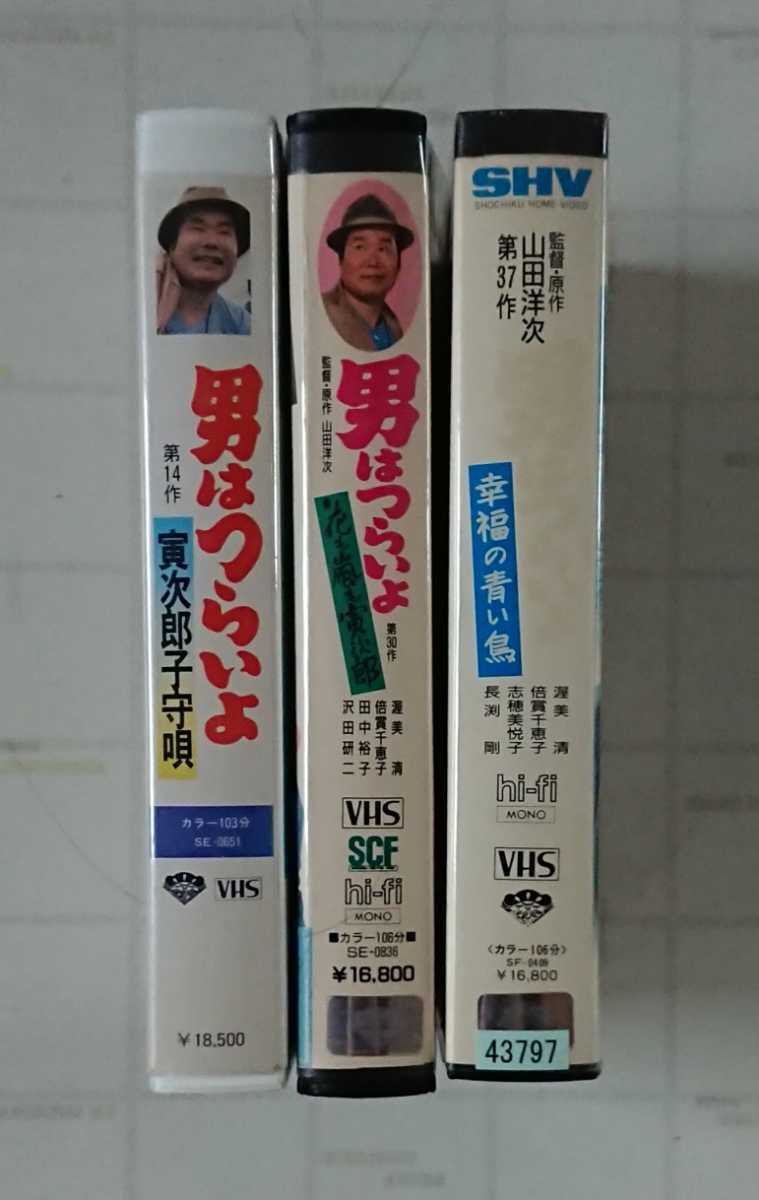 男はつらいよ
第14作
寅次郎子守唄
カラー103分
SE-0651
VHS
¥18,500
監督・原作 山田洋次
男はつらいよ
第30作
花も嵐も寅次郎
渥美 清
倍賞千恵子
田中裕子
沢田研二
VHS
SCF
hi-fi
MONO
■カラー106分■
SE-0836
¥16,800
SHV
SHOCHIKU HOME VIDEO
監督・原作
山田洋次
第37作
幸福の青い鳥
渥美 清
倍賞千恵子
志穂美悦子
長渕 剛
hi-fi
MONO
VHS
〈カラー106分〉
¥16,800
43797